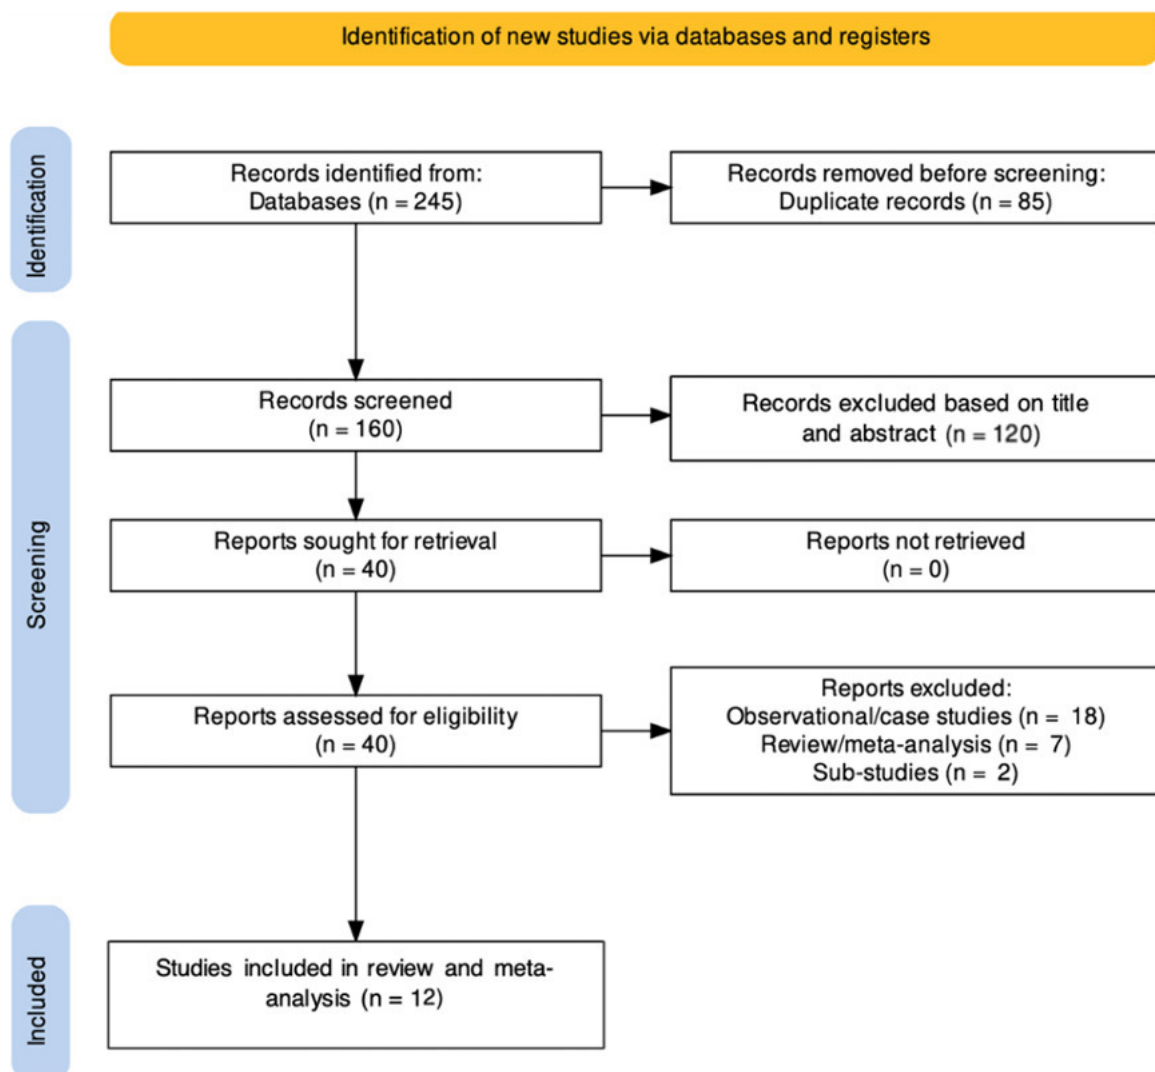 Identification of new studies via databases and registers
Identification
Records identified from:
Databases (n = 245)
Records removed before screening:
Duplicate records (n = 85)
Screening
Records screened
(n = 160)
Records excluded based on title
and abstract (n = 120)
Reports sought for retrieval
(n = 40)
Reports not retrieved
(n = 0)
Reports assessed for eligibility
(n = 40)
Reports excluded:
Observational/case studies (n = 18)
Review/meta-analysis (n = 7)
Sub-studies (n = 2)
Included
Studies included in review and meta-
analysis (n = 12)